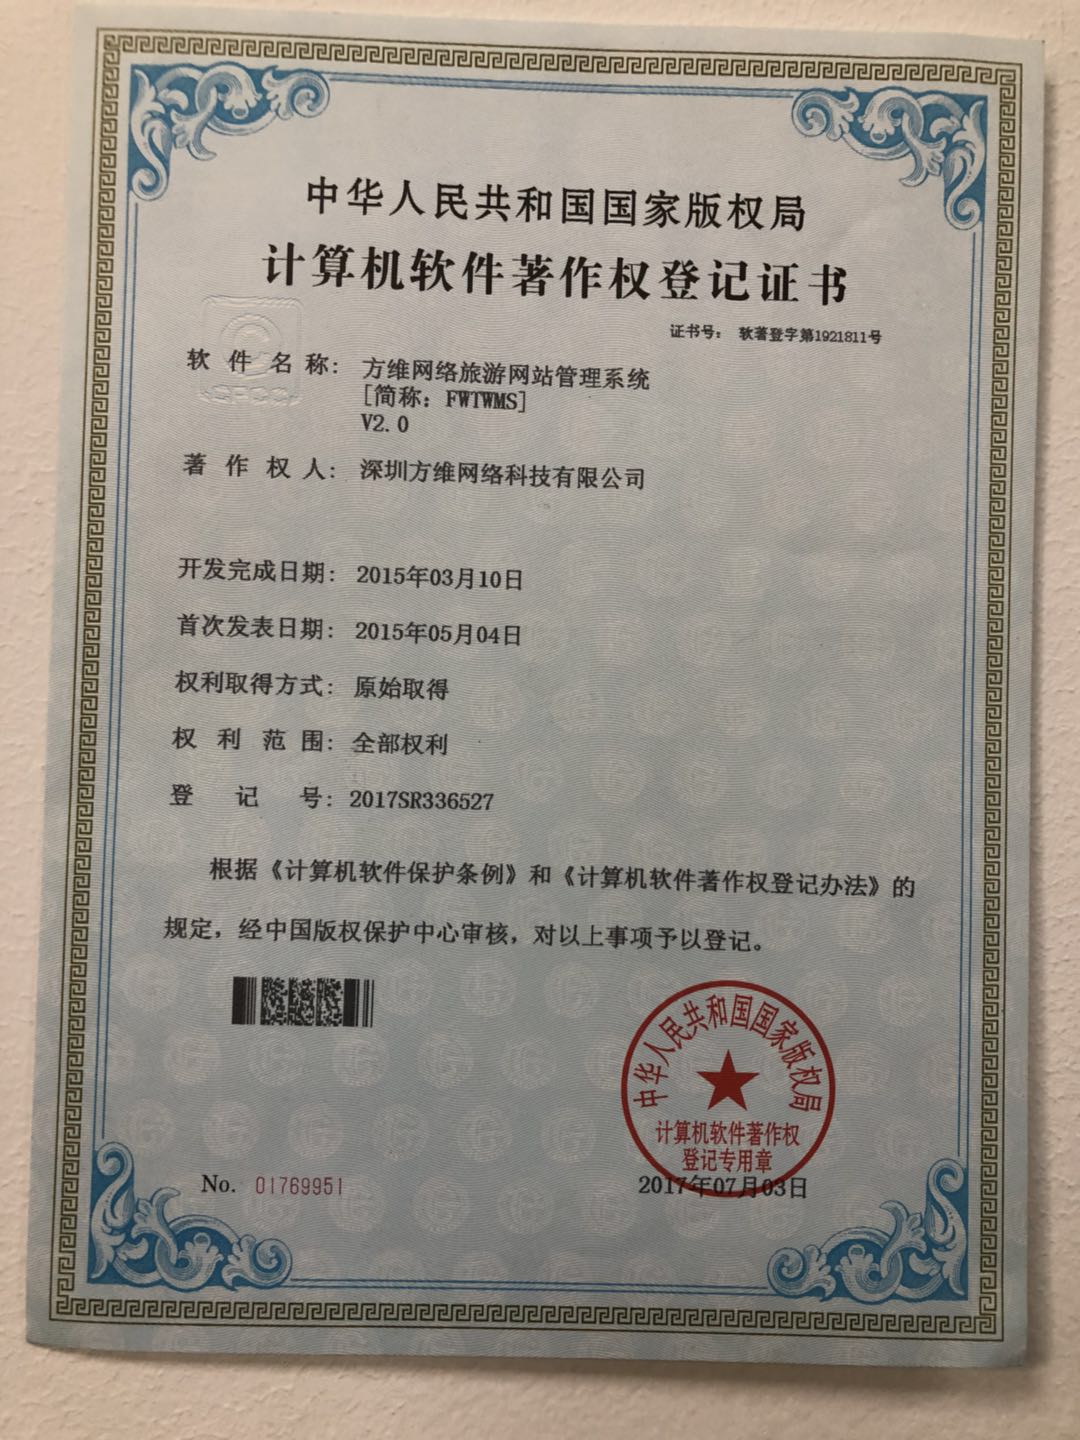 中华人民共和国国家版权局
计算机软件著作权登记证书
证书号： 软著登字第1921811号
软件名称： 方维网络旅游网站管理系统
[简称：FWTWMS]
V2.0
著作权人： 深圳方维网络科技有限公司
开发完成日期： 2015年03月10日
首次发表日期： 2015年05月04日
权利取得方式： 原始取得
权利范围： 全部权利
登记号： 2017SR336527
根据《计算机软件保护条例》和《计算机软件著作权登记办法》的
规定，经中国版权保护中心审核，对以上事项予以登记。
中华人民共和国国家版权局
计算机软件著作权
登记专用章
No. 01769951
2017年07月03日